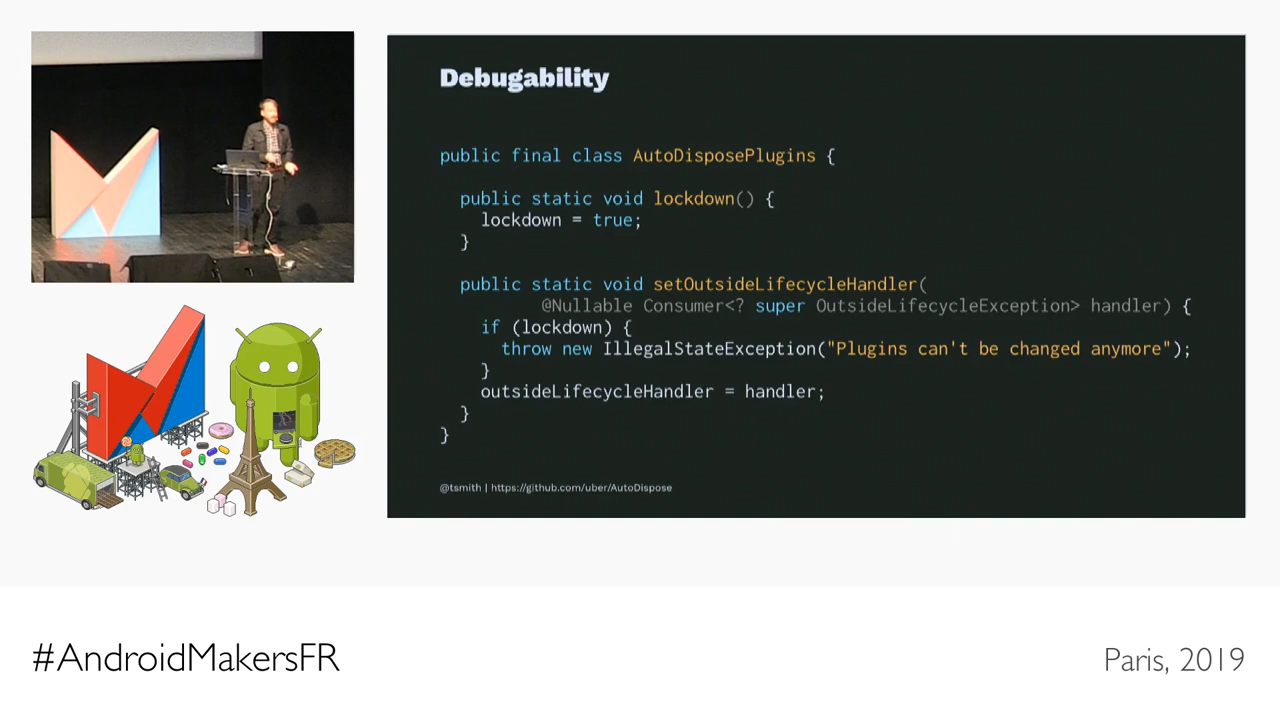 Debugability
public final class AutoDisposePlugins {
public static void lockdown() {
lockdown = true;
}
public static void setOutsideLifecycleHandler(
@Nullable Consumer<? super OutsideLifecycleException> handler) {
if (lockdown) {
throw new IllegalStateException("Plugins can't be changed anymore");
}
outsideLifecycleHandler = handler;
}
}
@tsmith | https://github.com/uber/AutoDispose
#AndroidMakersFR
Paris, 2019